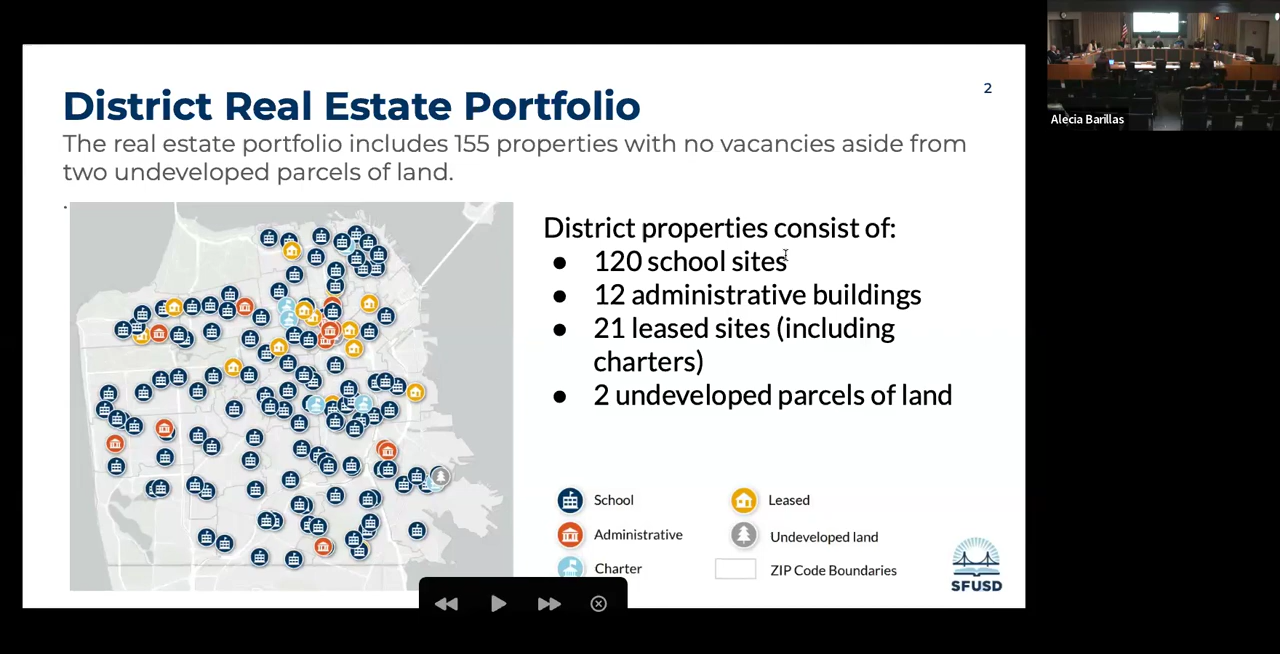 2
District Real Estate Portfolio
The real estate portfolio includes 155 properties with no vacancies aside from
two undeveloped parcels of land.
.
District properties consist of:
● 120 school sites
● 12 administrative buildings
● 21 leased sites (including
charters)
● 2 undeveloped parcels of land
School
Leased
Administrative
Undeveloped land
Charter
ZIP Code Boundaries
SFUSD
Alecia Barillas